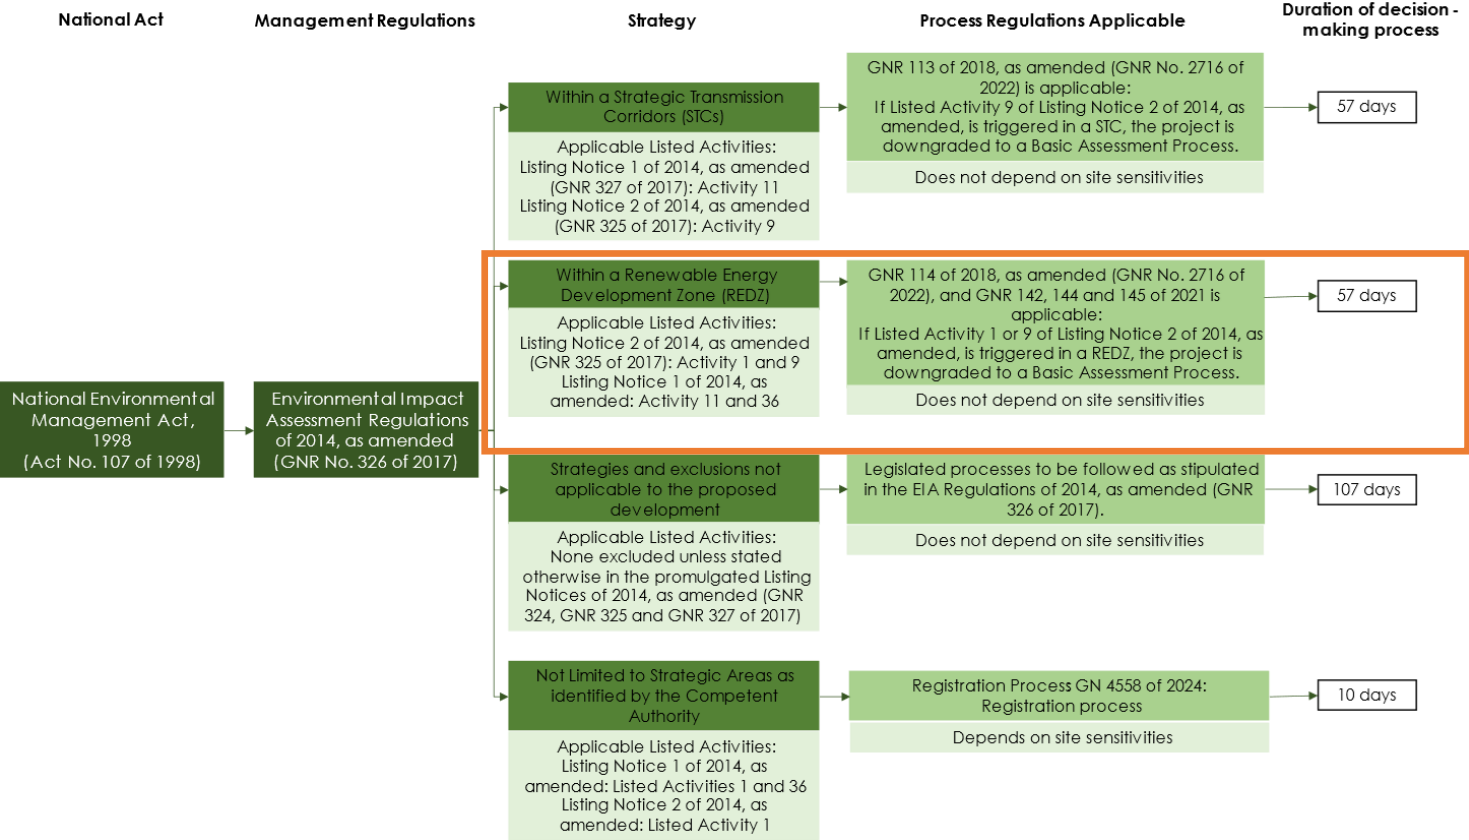 National Act
Management Regulations
Strategy
Process Regulations Applicable
Duration of decision -
making process
National Environmental
Management Act,
1998
(Act No. 107 of 1998)
Environmental Impact
Assessment Regulations
of 2014, as amended
(GNR No. 326 of 2017)
Within a Strategic Transmission
Corridors (STCs)
Applicable Listed Activities:
Listing Notice 1 of 2014, as amended
(GNR 327 of 2017): Activity 11
Listing Notice 2 of 2014, as amended
(GNR 325 of 2017): Activity 9
GNR 113 of 2018, as amended (GNR No. 2716 of
2022) is applicable:
If Listed Activity 9 of Listing Notice 2 of 2014, as
amended, is triggered in a STC, the project is
downgraded to a Basic Assessment Process.
Does not depend on site sensitivities
57 days
Within a Renewable Energy
Development Zone (REDZ)
Applicable Listed Activities:
Listing Notice 2 of 2014, as amended
(GNR 325 of 2017): Activity 1 and 9
Listing Notice 1 of 2014, as
amended: Activity 11 and 36
GNR 114 of 2018, as amended (GNR No. 2716 of
2022), and GNR 142, 144 and 145 of 2021 is
applicable:
If Listed Activity 1 or 9 of Listing Notice 2 of 2014, as
amended, is triggered in a REDZ, the project is
downgraded to a Basic Assessment Process.
Does not depend on site sensitivities
57 days
Strategies and exclusions not
applicable to the proposed
development
Applicable Listed Activities:
None excluded unless stated
otherwise in the promulgated Listing
Notices of 2014, as amended (GNR
324, GNR 325 and GNR 327 of 2017)
Legislated processes to be followed as stipulated
in the EIA Regulations of 2014, as amended (GNR
326 of 2017).
Does not depend on site sensitivities
107 days
Not Limited to Strategic Areas as
identified by the Competent
Authority
Applicable Listed Activities:
Listing Notice 1 of 2014, as
amended: Listed Activities 1 and 36
Listing Notice 2 of 2014, as
amended: Listed Activity 1
Registration Process GN 4558 of 2024:
Registration process
Depends on site sensitivities
10 days